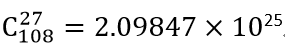 C₁₀₈²⁷ = 2.09847 × 10²⁵.